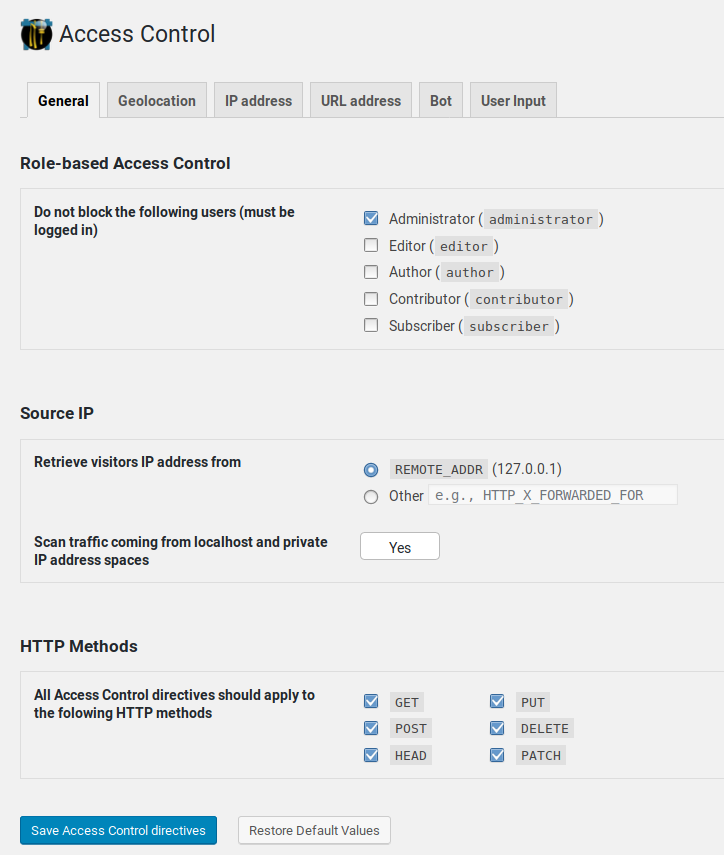 Access Control
General Geolocation IP address URL address Bot User Input
Role-based Access Control
Do not block the following users (must be
logged in)
Administrator ( administrator )
Editor ( editor )
Author ( author )
Contributor ( contributor )
Subscriber ( subscriber )
Source IP
Retrieve visitors IP address from
REMOTE_ADDR (127.0.0.1)
Other e.g., HTTP_X_FORWARDED_FOR
Scan traffic coming from localhost and private
IP address spaces
Yes
HTTP Methods
All Access Control directives should apply to
the folowing HTTP methods
GET PUT
POST DELETE
HEAD PATCH
Save Access Control directives Restore Default Values